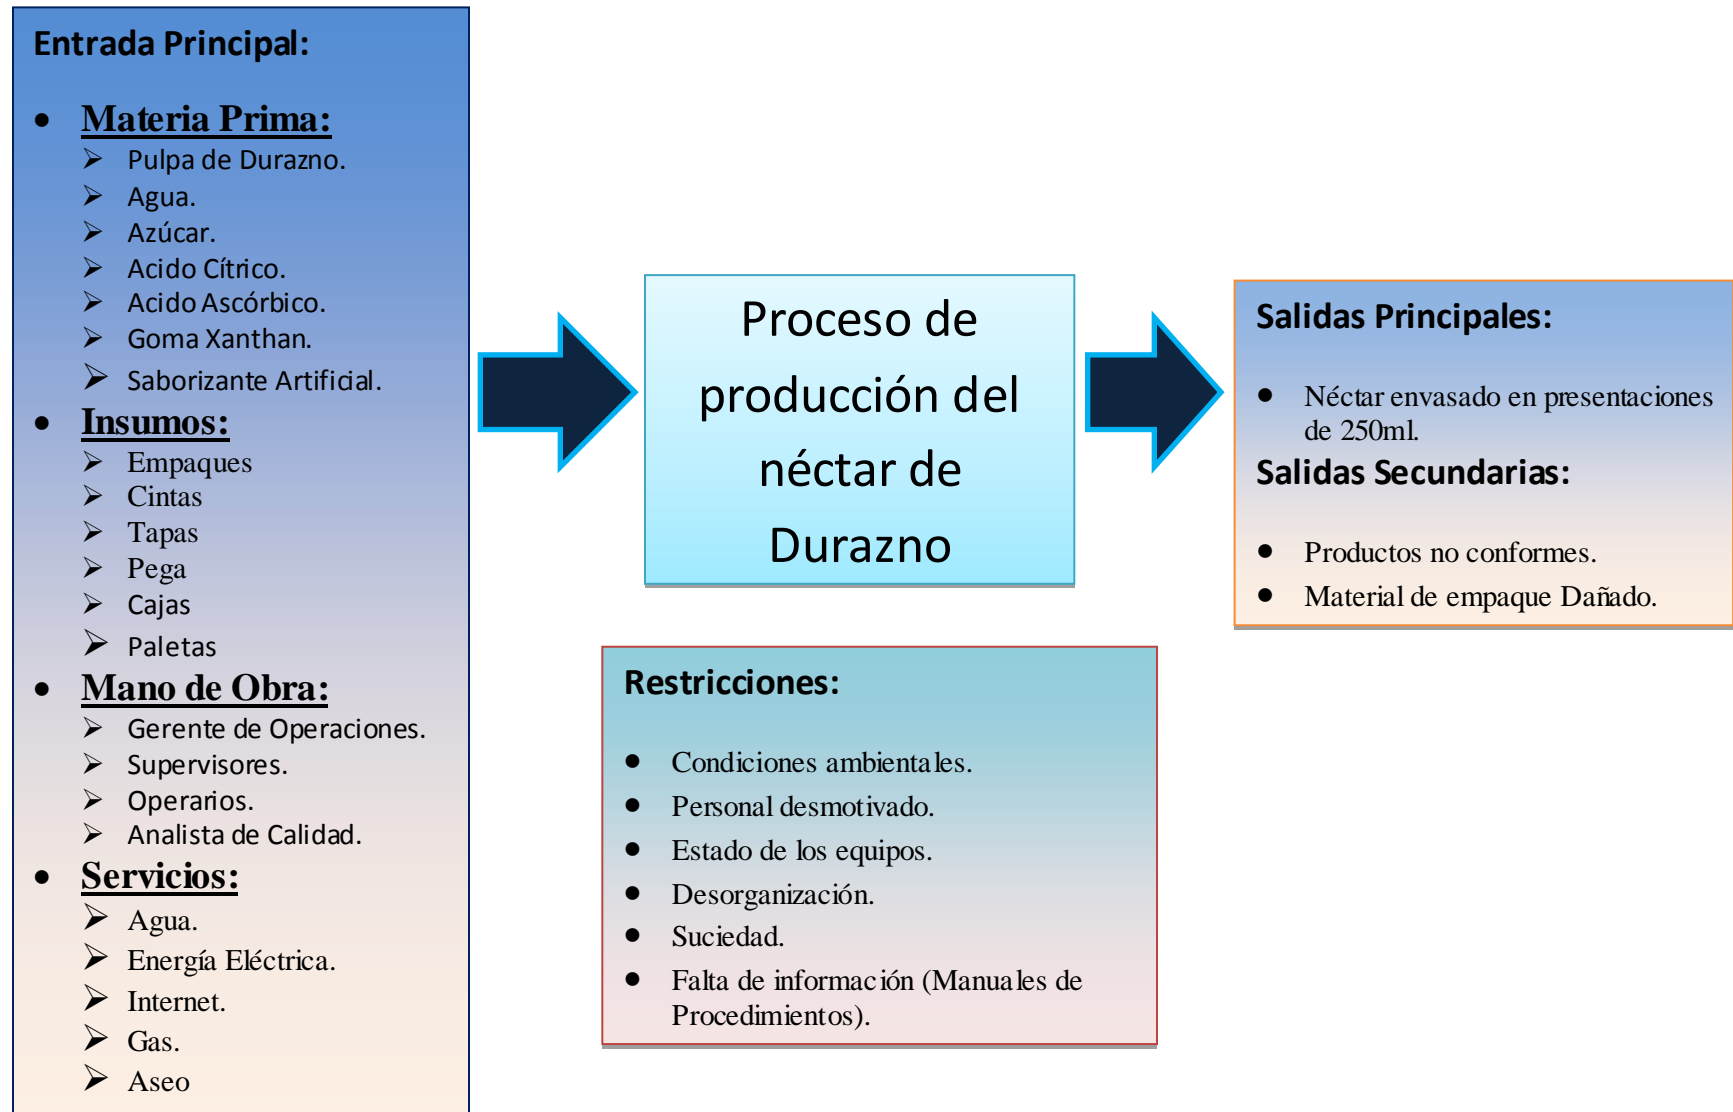 Entrada Principal:
• Materia Prima:
➢ Pulpa de Durazno.
➢ Agua.
➢ Azúcar.
➢ Acido Cítrico.
➢ Acido Ascórbico.
➢ Goma Xanthan.
➢ Saborizante Artificial.
• Insumos:
➢ Empaques
➢ Cintas
➢ Tapas
➢ Pega
➢ Cajas
➢ Paletas
• Mano de Obra:
➢ Gerente de Operaciones.
➢ Supervisores.
➢ Operarios.
➢ Analista de Calidad.
• Servicios:
➢ Agua.
➢ Energía Eléctrica.
➢ Internet.
➢ Gas.
➢ Aseo
Proceso de
producción del
néctar de
Durazno
Restricciones:
• Condiciones ambientales.
• Personal desmotivado.
• Estado de los equipos.
• Desorganización.
• Suciedad.
• Falta de información (Manuales de
Procedimientos).
Salidas Principales:
• Néctar envasado en presentaciones
de 250ml.
Salidas Secundarias:
• Productos no conformes.
• Material de empaque Dañado.